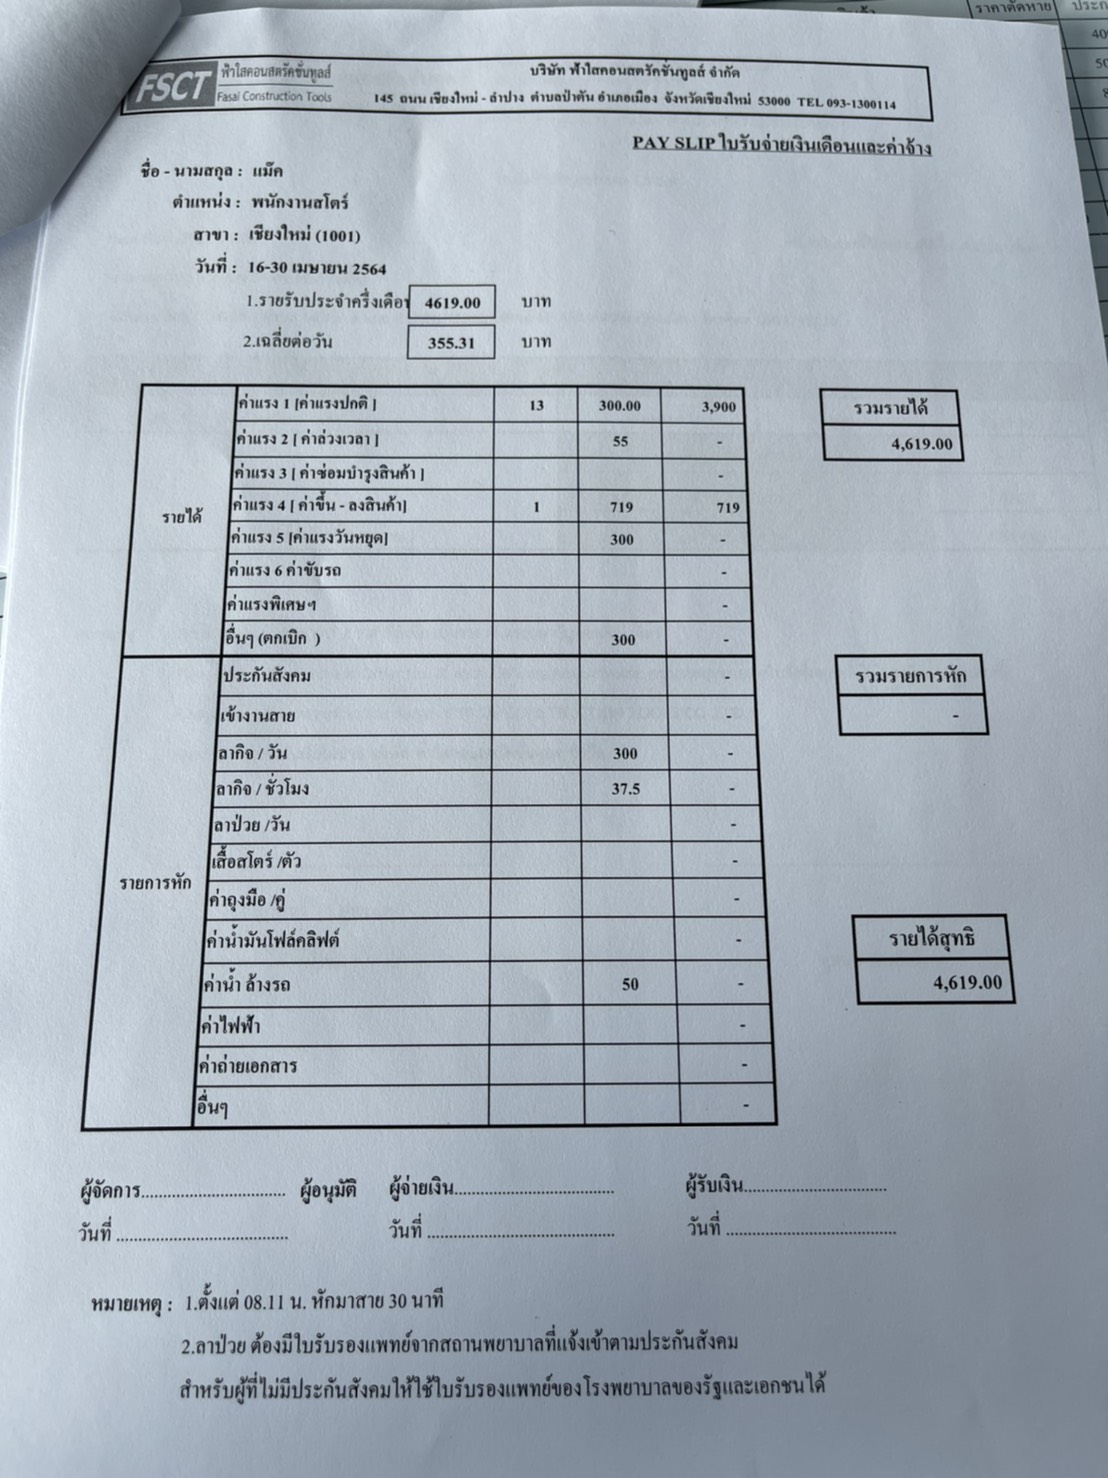 ราคาตัดหาย
FSCT ฟ้าใสคอนสตรัคชั่นทูลส์
Fasai Construction Tools
บริษัท ฟ้าใสคอนสตรัคชั่นทูลส์ จำกัด
145 ถนน เชียงใหม่ - ลำปาง ตำบลป่าตัน อำเภอเมือง จังหวัดเชียงใหม่ 53000 TEL 093-1300114
PAY SLIP ใบรับจ่ายเงินเดือนและค่าจ้าง
ชื่อ - นามสกุล : แม๊ค
ตำแหน่ง : พนักงานสโตร์
สาขา : เชียงใหม่ (1001)
วันที่ : 16-30 เมษายน 2564
1.รายรับประจำครึ่งเดือน 4619.00 บาท
2.เฉลี่ยต่อวัน 355.31 บาท
รายได้
ค่าแรง 1 [ค่าแรงปกติ ] 13 300.00 3,900
ค่าแรง 2 [ ค่าล่วงเวลา ] 55 -
ค่าแรง 3 [ ค่าซ่อมบำรุงสินค้า ] -
ค่าแรง 4 [ ค่าขึ้น - ลงสินค้า] 1 719 719
ค่าแรง 5 [ค่าแรงวันหยุด] 300 -
ค่าแรง 6 ค่าขับรถ -
ค่าแรงพิเศษฯ -
อื่นๆ (ตกเบิก ) 300 -
รวมรายได้
4,619.00
รายการหัก
ประกันสังคม -
เข้างานสาย -
ลากิจ / วัน 300 -
ลากิจ / ชั่วโมง 37.5 -
ลาป่วย /วัน -
เสื้อสโตร์ /ตัว -
ค่าถุงมือ /คู่ -
ค่าน้ำมันโฟล์คลิฟต์ -
ค่าน้ำ ล้างรถ 50 -
ค่าไฟฟ้า -
ค่าถ่ายเอกสาร -
อื่นๆ -
รวมรายการหัก
-
รายได้สุทธิ
4,619.00
ผู้จัดการ................................ ผู้อนุมัติ ผู้จ่ายเงิน.................................... ผู้รับเงิน................................
วันที่ ....................................... วันที่ .......................................... วันที่ .......................................
หมายเหตุ : 1.ตั้งแต่ 08.11 น. หักมาสาย 30 นาที
2.ลาป่วย ต้องมีใบรับรองแพทย์จากสถานพยาบาลที่แจ้งเข้าตามประกันสังคม
สำหรับผู้ที่ไม่มีประกันสังคมให้ใช้ใบรับรองแพทย์ของโรงพยาบาลของรัฐและเอกชนได้